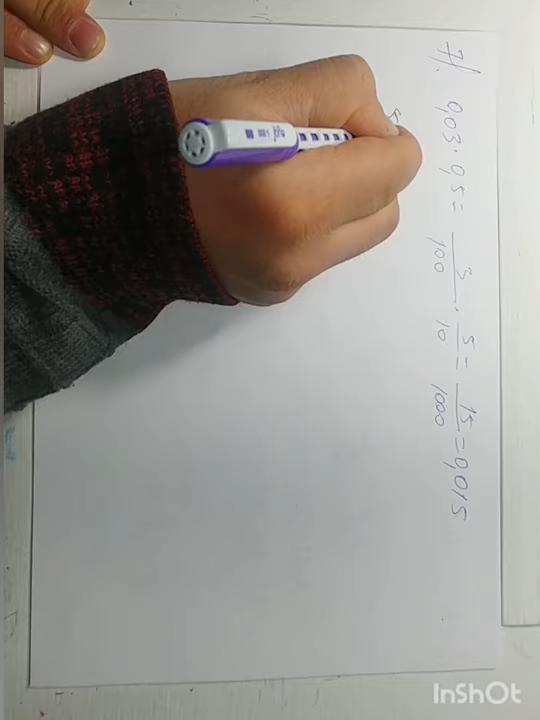 7). 0,03 · 0,5 = 3/100 · 5/10 = 15/1000 = 0,015
InShOt